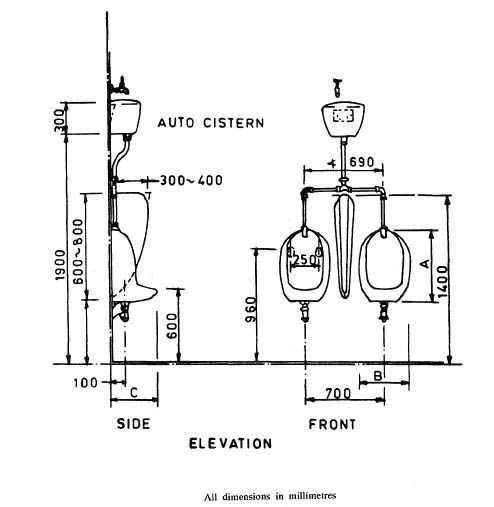 300
AUTO CISTERN
690
300~400
600~800
1900
250
A
1400
960
600
100
C
B
700
SIDE
FRONT
ELEVATION
All dimensions in millimetres